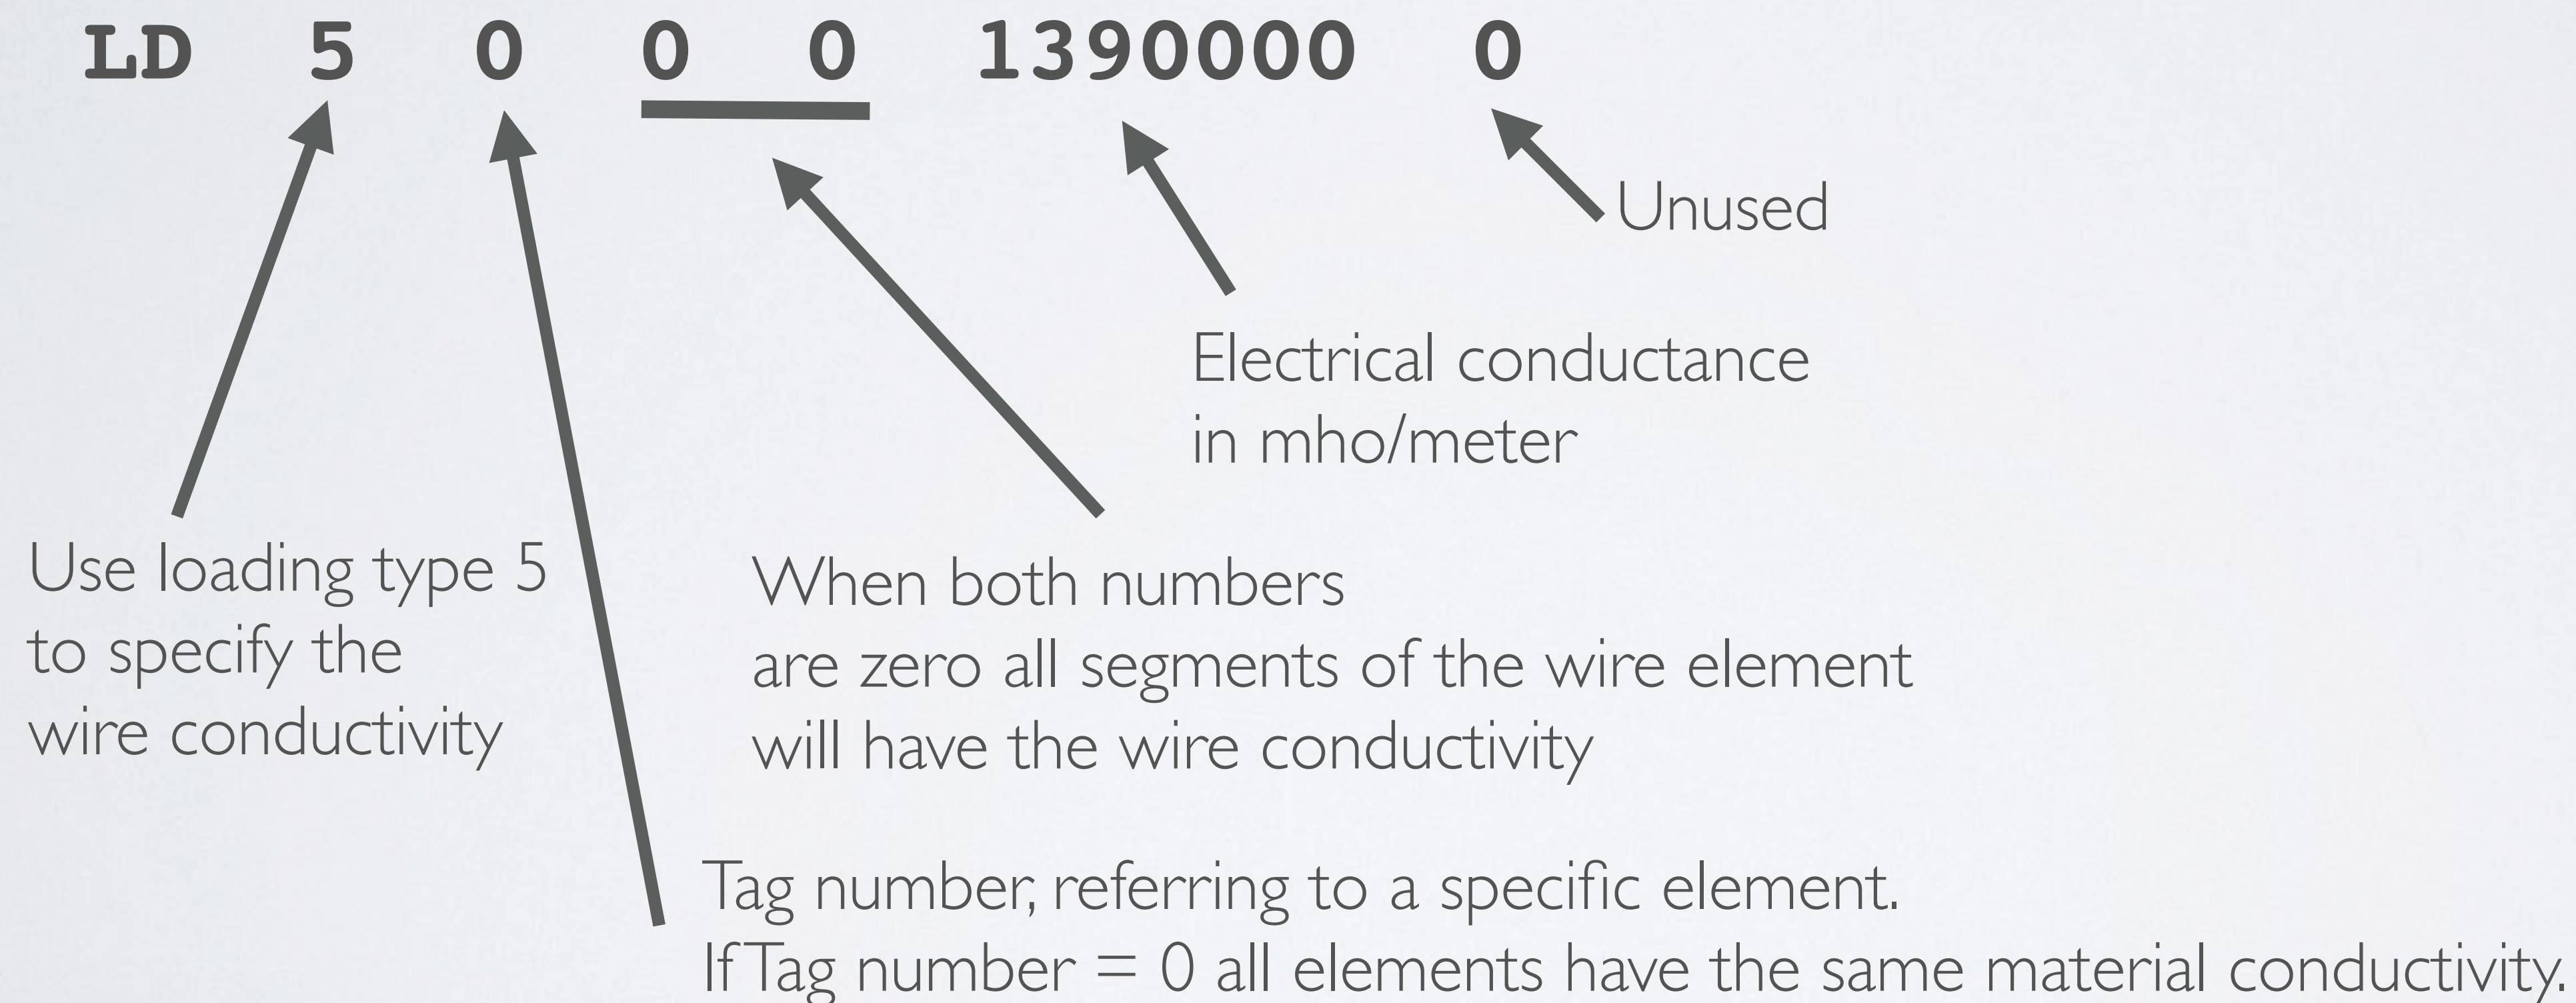 LD 5 0 0 0 1390000 0
Unused
Electrical conductance
in mho/meter
Use loading type 5
to specify the
wire conductivity
When both numbers
are zero all segments of the wire element
will have the wire conductivity
Tag number, referring to a specific element.
If Tag number = 0 all elements have the same material conductivity.